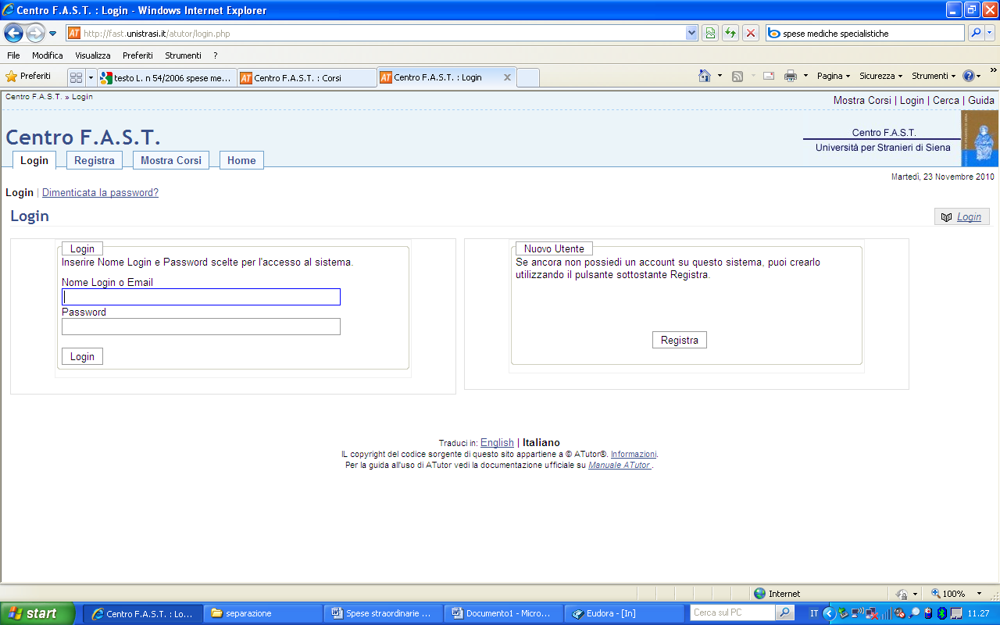 Centro F.A.S.T. : Login - Windows Internet Explorer
http://fast.unistrasi.it/atutor/login.php
spese mediche specialistiche
File Modifica Visualizza Preferiti Strumenti ?
Preferiti
testo L. n 54/2006 spese me...
Centro F.A.S.T. : Corsi
Centro F.A.S.T. : Login
Pagina Sicurezza Strumenti
Centro F.A.S.T. » Login
Mostra Corsi | Login | Cerca | Guida
Centro F.A.S.T.
Centro F.A.S.T.
Università per Stranieri di Siena
Login Registra Mostra Corsi Home
Martedì, 23 Novembre 2010
Login | Dimenticata la password?
Login
Login
Login
Inserire Nome Login e Password scelte per l'accesso al sistema.
Nome Login o Email
Password
Login
Nuovo Utente
Se ancora non possiedi un account su questo sistema, puoi crearlo
utilizzando il pulsante sottostante Registra.
Registra
Traduci in: English | Italiano
IL copyright del codice sorgente di questo sito appartiene a © ATutor®. Informazioni.
Per la guida all'uso di ATutor vedi la documentazione ufficiale su Manuale ATutor .
Internet
100%
start
Centro F.A.S.T. : Lo...
separazione
Spese straordinarie ...
Documento1 - Micro...
Eudora - [In]
Cerca sul PC
IT
11.27